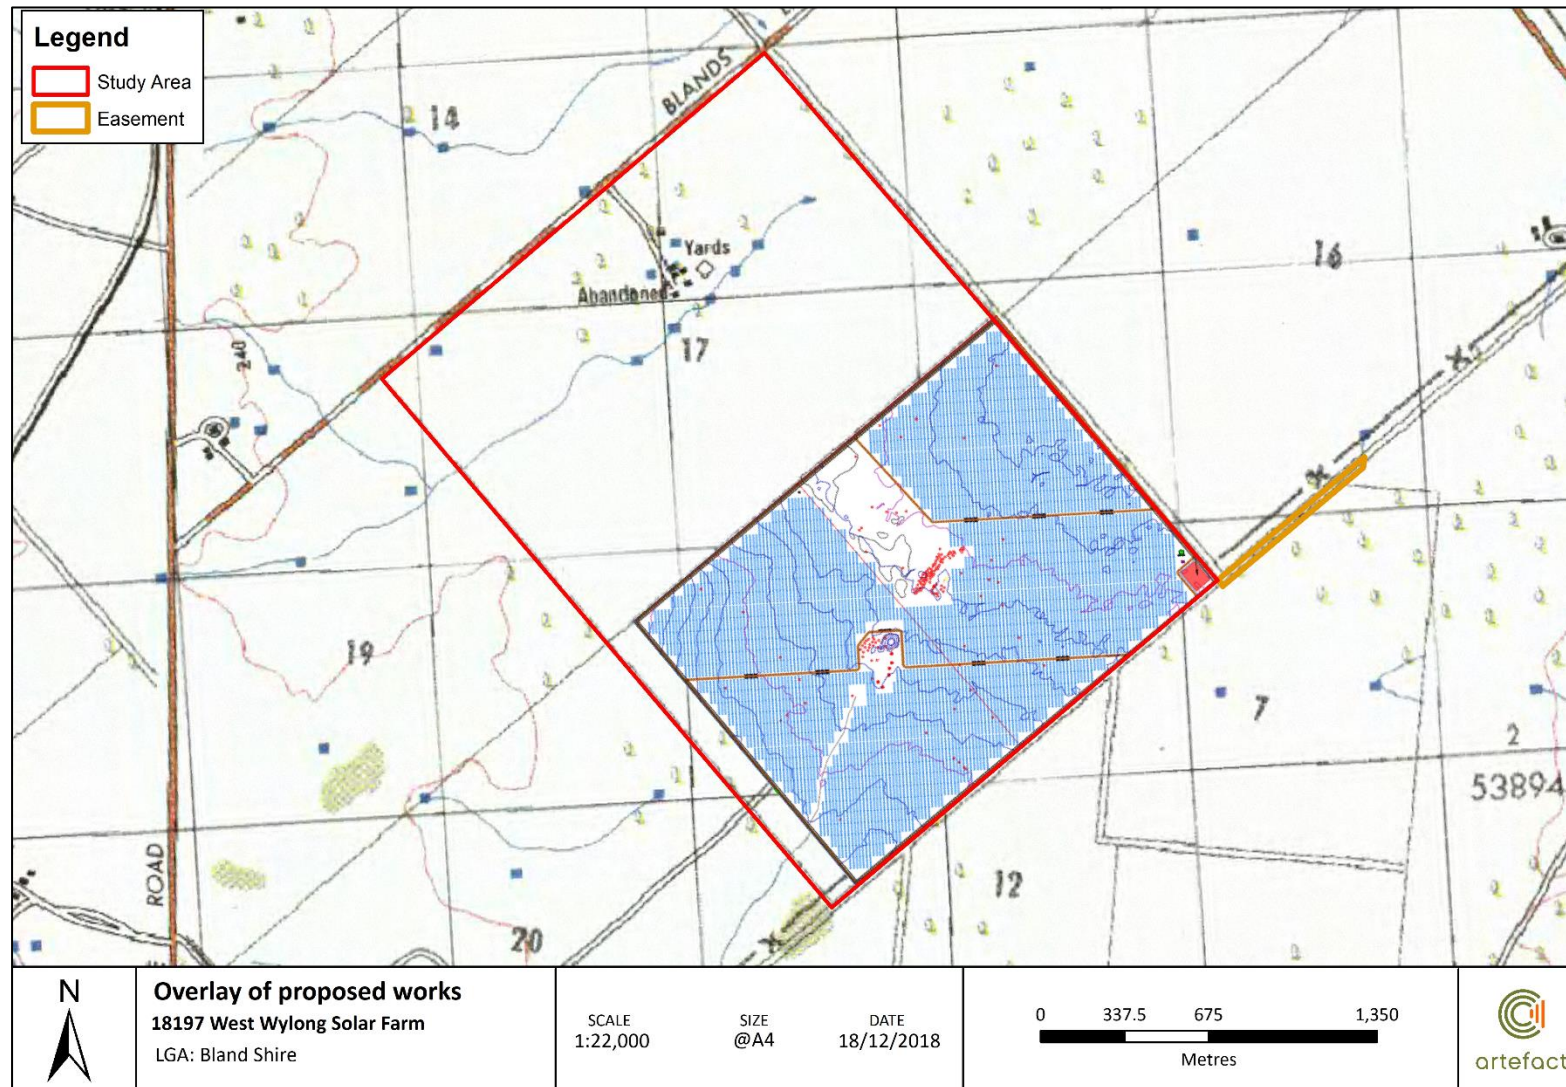 Legend
Study Area
Easement
BLANDS
14
16
Yards
Abandoned
17
240
19
7
2
53894
ROAD
12
20
N
Overlay of proposed works
18197 West Wylong Solar Farm
LGA: Bland Shire
SCALE
1:22,000
SIZE
@A4
DATE
18/12/2018
0 337.5 675 1,350
Metres
artefact